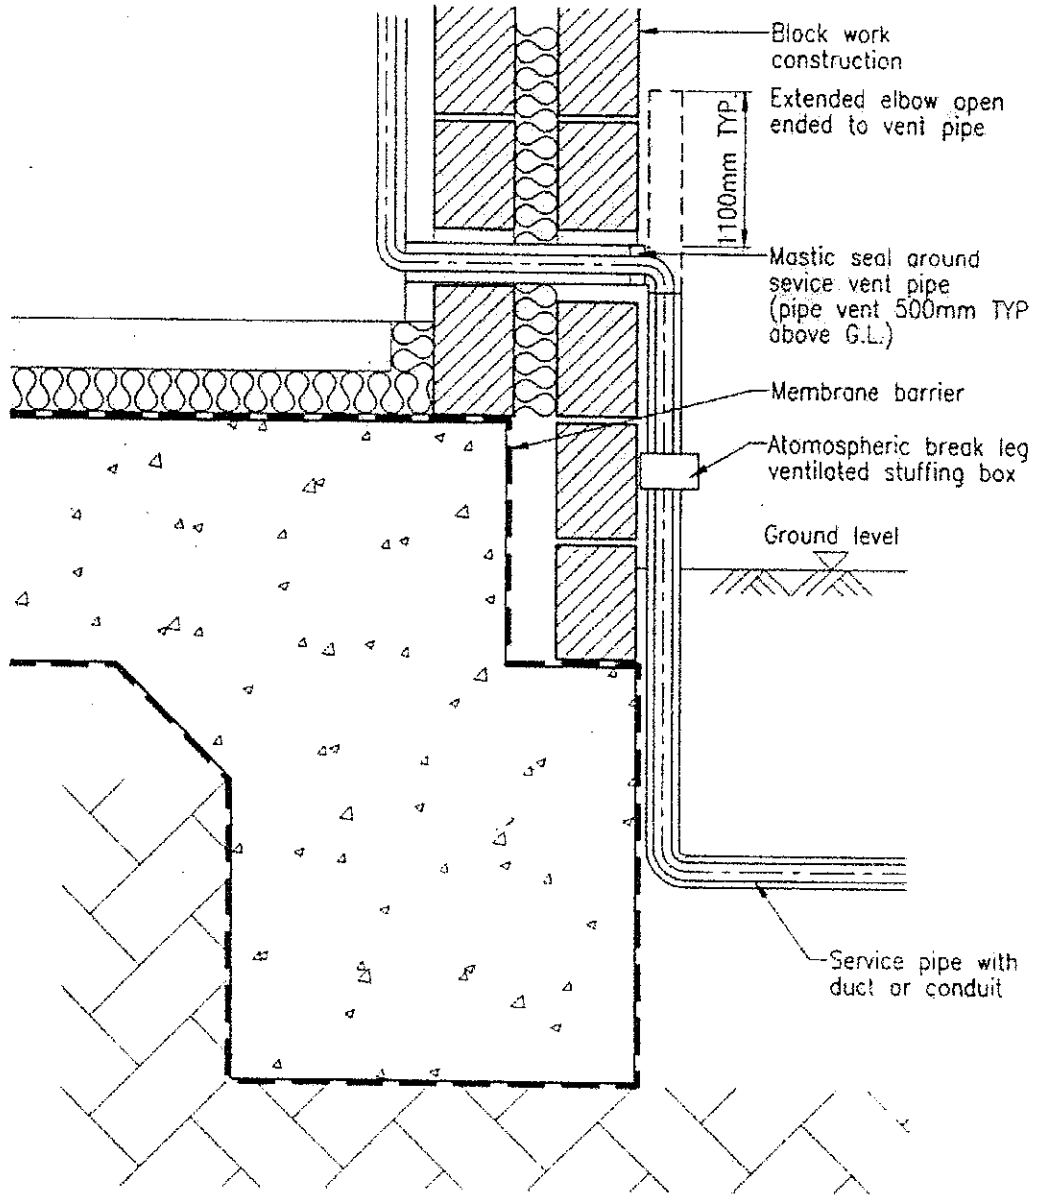 Block work
construction
Extended elbow open
ended to vent pipe
1100mm TYP.
Mastic seal around
sevice vent pipe
(pipe vent 500mm TYP
above G.L.)
Membrane barrier
Atomospheric break leg
ventilated stuffing box
Ground level
Service pipe with
duct or conduit